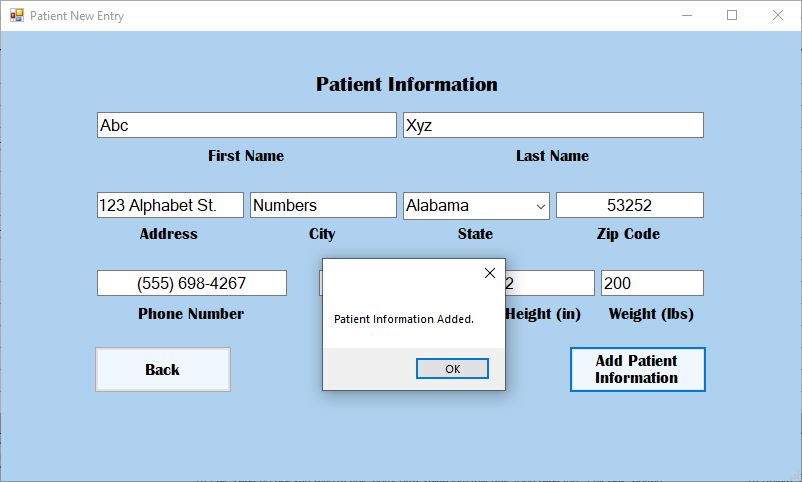 Patient New Entry
Patient Information
Abc Xyz
First Name Last Name
123 Alphabet St. Numbers Alabama 53252
Address City State Zip Code
(555) 698-4267 2 200
Phone Number Height (in) Weight (lbs)
Patient Information Added.
OK
Back
Add Patient
Information